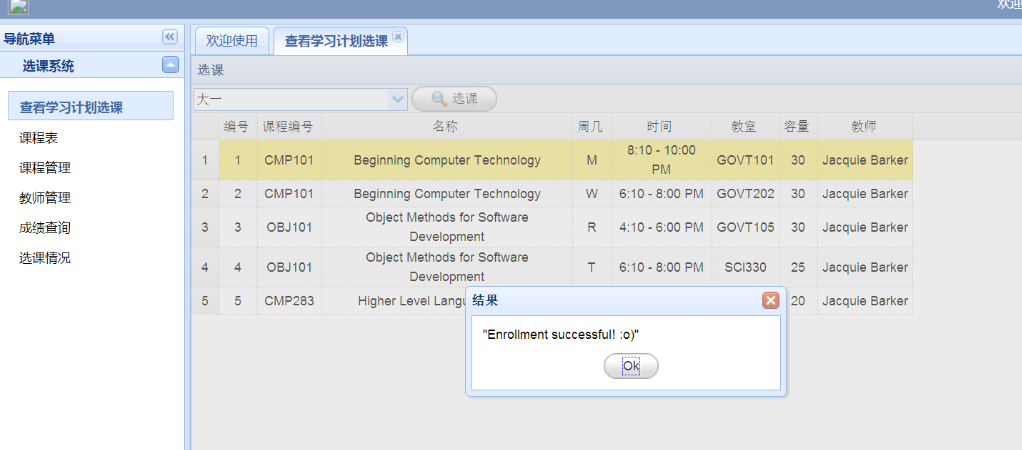 欢迎
导航菜单
选课系统
查看学习计划选课
课程表
课程管理
教师管理
成绩查询
选课情况
欢迎使用 查看学习计划选课
选课
大一 选课
编号 课程编号 名称 周几 时间 教室 容量 教师
1 1 CMP101 Beginning Computer Technology M 8:10 - 10:00 PM GOVT101 30 Jacquie Barker
2 2 CMP101 Beginning Computer Technology W 6:10 - 8:00 PM GOVT202 30 Jacquie Barker
3 3 OBJ101 Object Methods for Software Development R 4:10 - 6:00 PM GOVT105 30 Jacquie Barker
4 4 OBJ101 Object Methods for Software Development T 6:10 - 8:00 PM SCI330 25 Jacquie Barker
5 5 CMP283 Higher Level 20 Jacquie Barker
结果
"Enrollment successful! :o)"
Ok